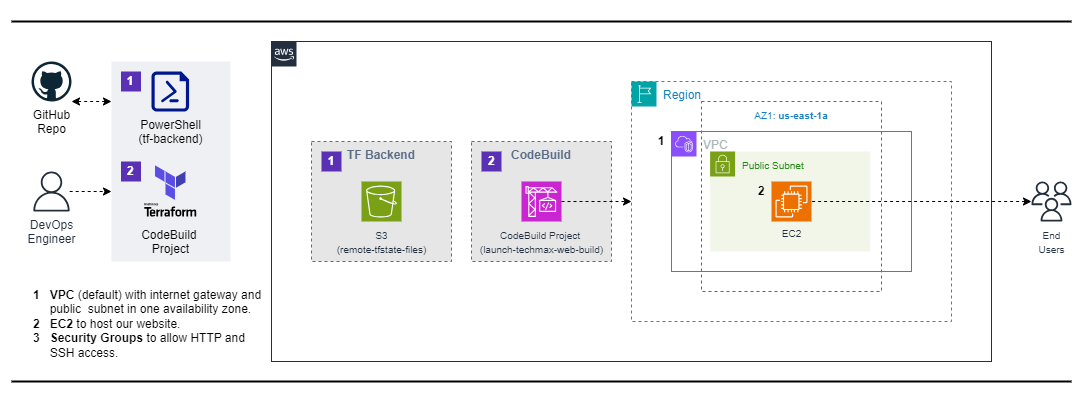 aws
GitHub
Repo
1
PowerShell
(tf-backend)
DevOps
Engineer
2
HashiCorp
Terraform
CodeBuild
Project
1 TF Backend
S3
(remote-tfstate-files)
2 CodeBuild
CodeBuild Project
(launch-techmax-web-build)
Region
AZ1: us-east-1a
1
VPC
Public Subnet
2
EC2
End
Users
1 VPC (default) with internet gateway and
public subnet in one availability zone.
2 EC2 to host our website.
3 Security Groups to allow HTTP and
SSH access.